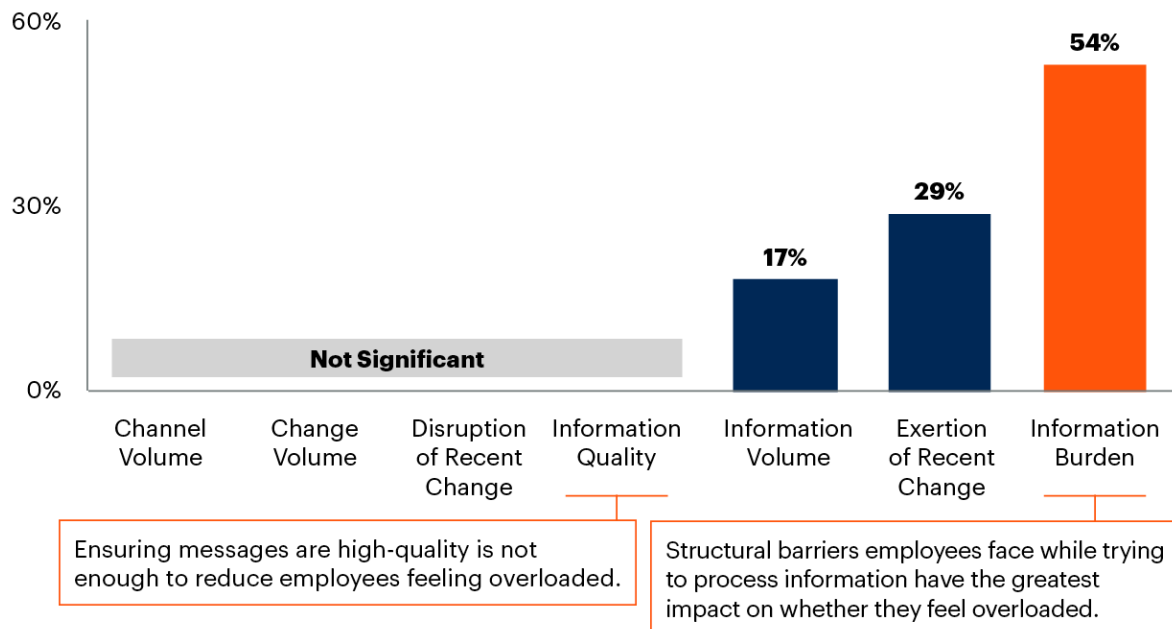 60%
54%
30%
29%
17%
Not Significant
0%
Channel
Volume
Change
Volume
Disruption
of Recent
Change
Information
Quality
Information
Volume
Exertion
of Recent
Change
Information
Burden
Ensuring messages are high-quality is not
enough to reduce employees feeling overloaded.
Structural barriers employees face while trying
to process information have the greatest
impact on whether they feel overloaded.